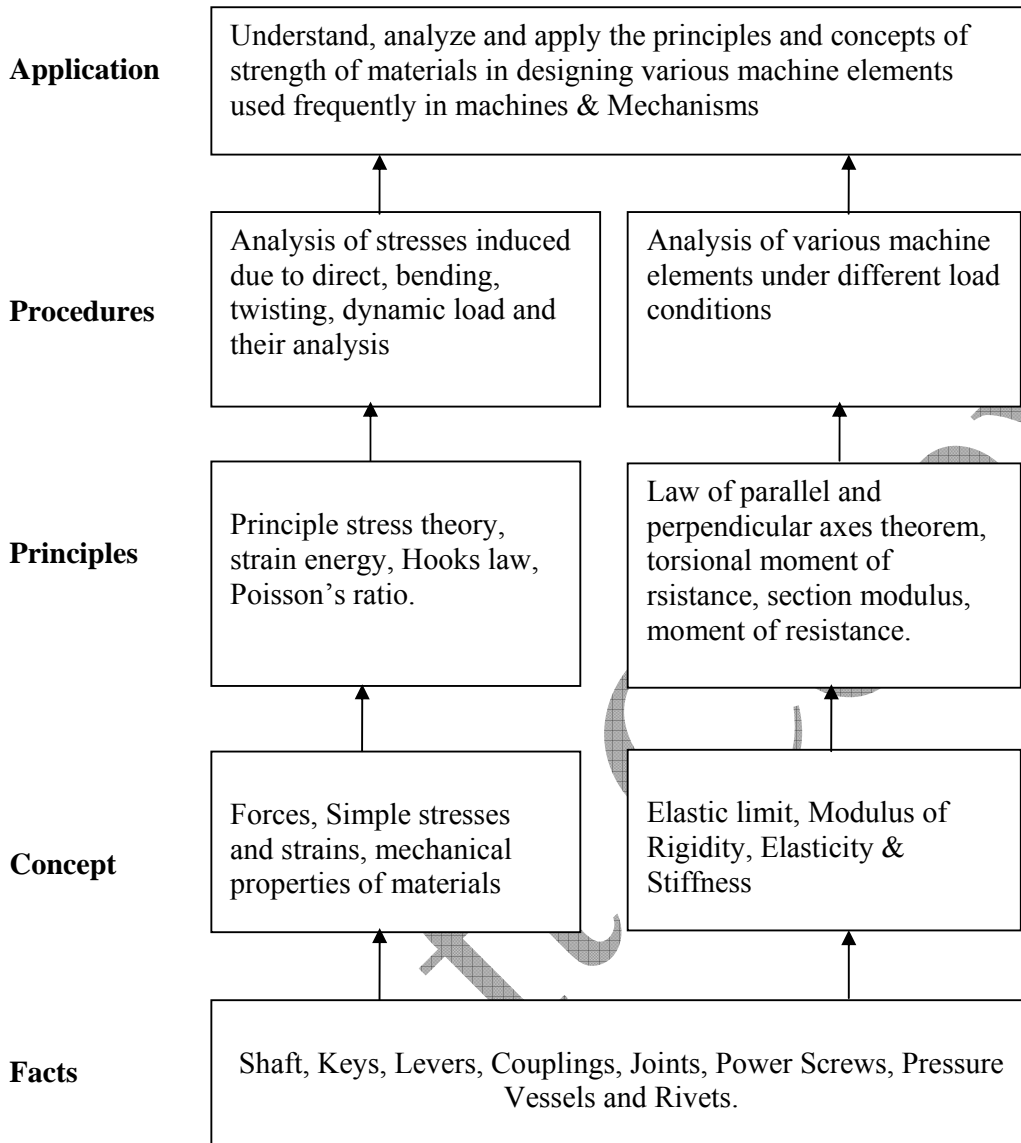 Application
Understand, analyze and apply the principles and concepts of
strength of materials in designing various machine elements
used frequently in machines & Mechanisms
Procedures
Analysis of stresses induced
due to direct, bending,
twisting, dynamic load and
their analysis
Analysis of various machine
elements under different load
conditions
Principles
Principle stress theory,
strain energy, Hooks law,
Poisson’s ratio.
Law of parallel and
perpendicular axes theorem,
torsional moment of
rsistance, section modulus,
moment of resistance.
Concept
Forces, Simple stresses
and strains, mechanical
properties of materials
Elastic limit, Modulus of
Rigidity, Elasticity &
Stiffness
Facts
Shaft, Keys, Levers, Couplings, Joints, Power Screws, Pressure
Vessels and Rivets.